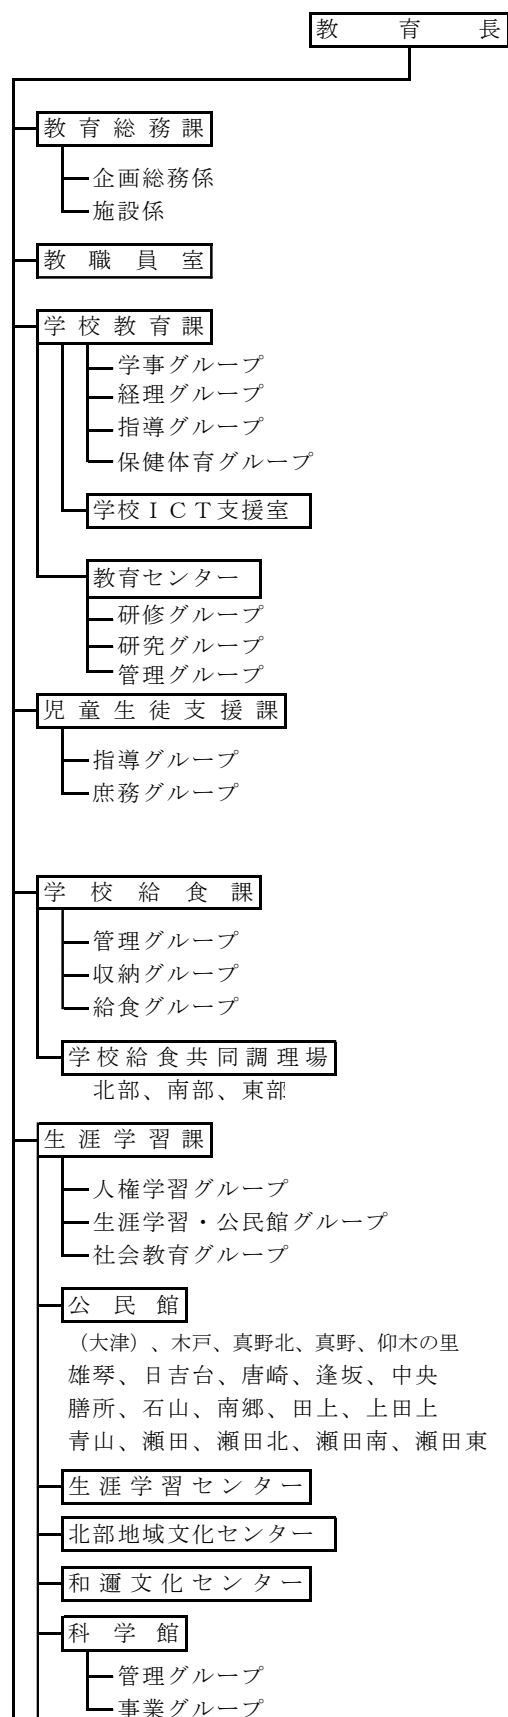 教育長
教育総務課
企画総務係
施設係
教職員室
学校教育課
学事グループ
経理グループ
指導グループ
保健体育グループ
学校ＩＣＴ支援室
教育センター
研修グループ
研究グループ
管理グループ
児童生徒支援課
指導グループ
庶務グループ
学校給食課
管理グループ
収納グループ
給食グループ
学校給食共同調理場
北部、南部、東部
生涯学習課
人権学習グループ
生涯学習・公民館グループ
社会教育グループ
公民館
（大津）、木戸、真野北、真野、仰木の里
雄琴、日吉台、唐崎、逢坂、中央
膳所、石山、南郷、田上、上田上
青山、瀬田、瀬田北、瀬田南、瀬田東
生涯学習センター
北部地域文化センター
和邇文化センター
科学館
管理グループ
事業グループ